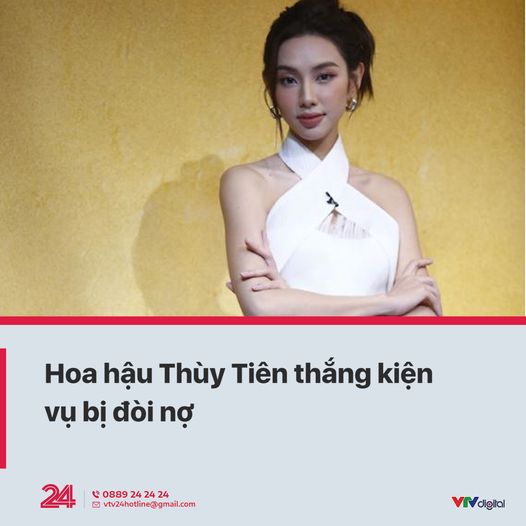 Hoa hậu Thùy Tiên thắng kiện
vụ bị đòi nợ
24
0889 24 24 24
vtv24hotline@gmail.com
VTVdigital